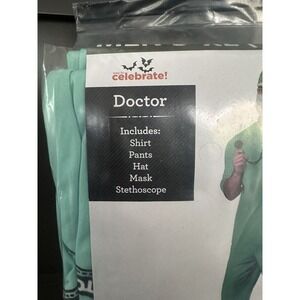 celebrate!
Doctor
Includes:
Shirt
Pants
Hat
Mask
Stethoscope